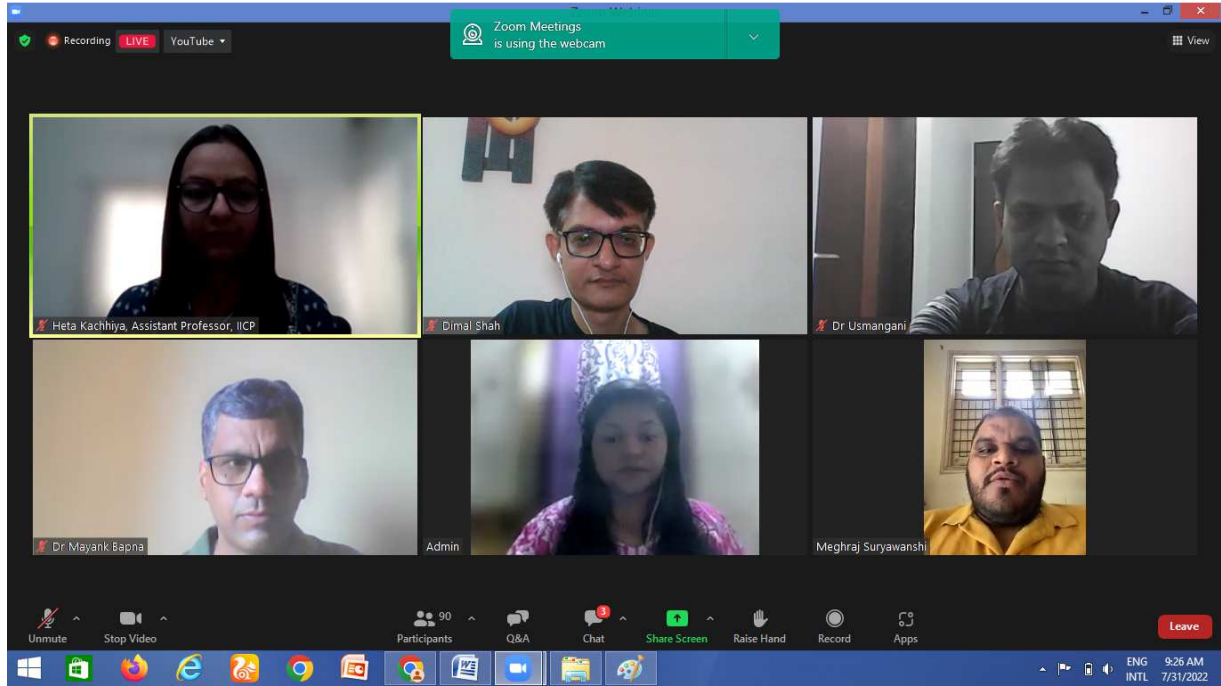 Zoom Meetings
is using the webcam
Recording LIVE YouTube
View
Heta Kachhiya, Assistant Professor, IICP
Dimal Shah
Dr Usmangani
Dr Mayank Bapna
Admin
Meghraj Suryawanshi
90
3
Unmute Stop Video Participants Q&A Chat Share Screen Raise Hand Record Apps Leave
ENG 9:26 AM
INTL 7/31/2022